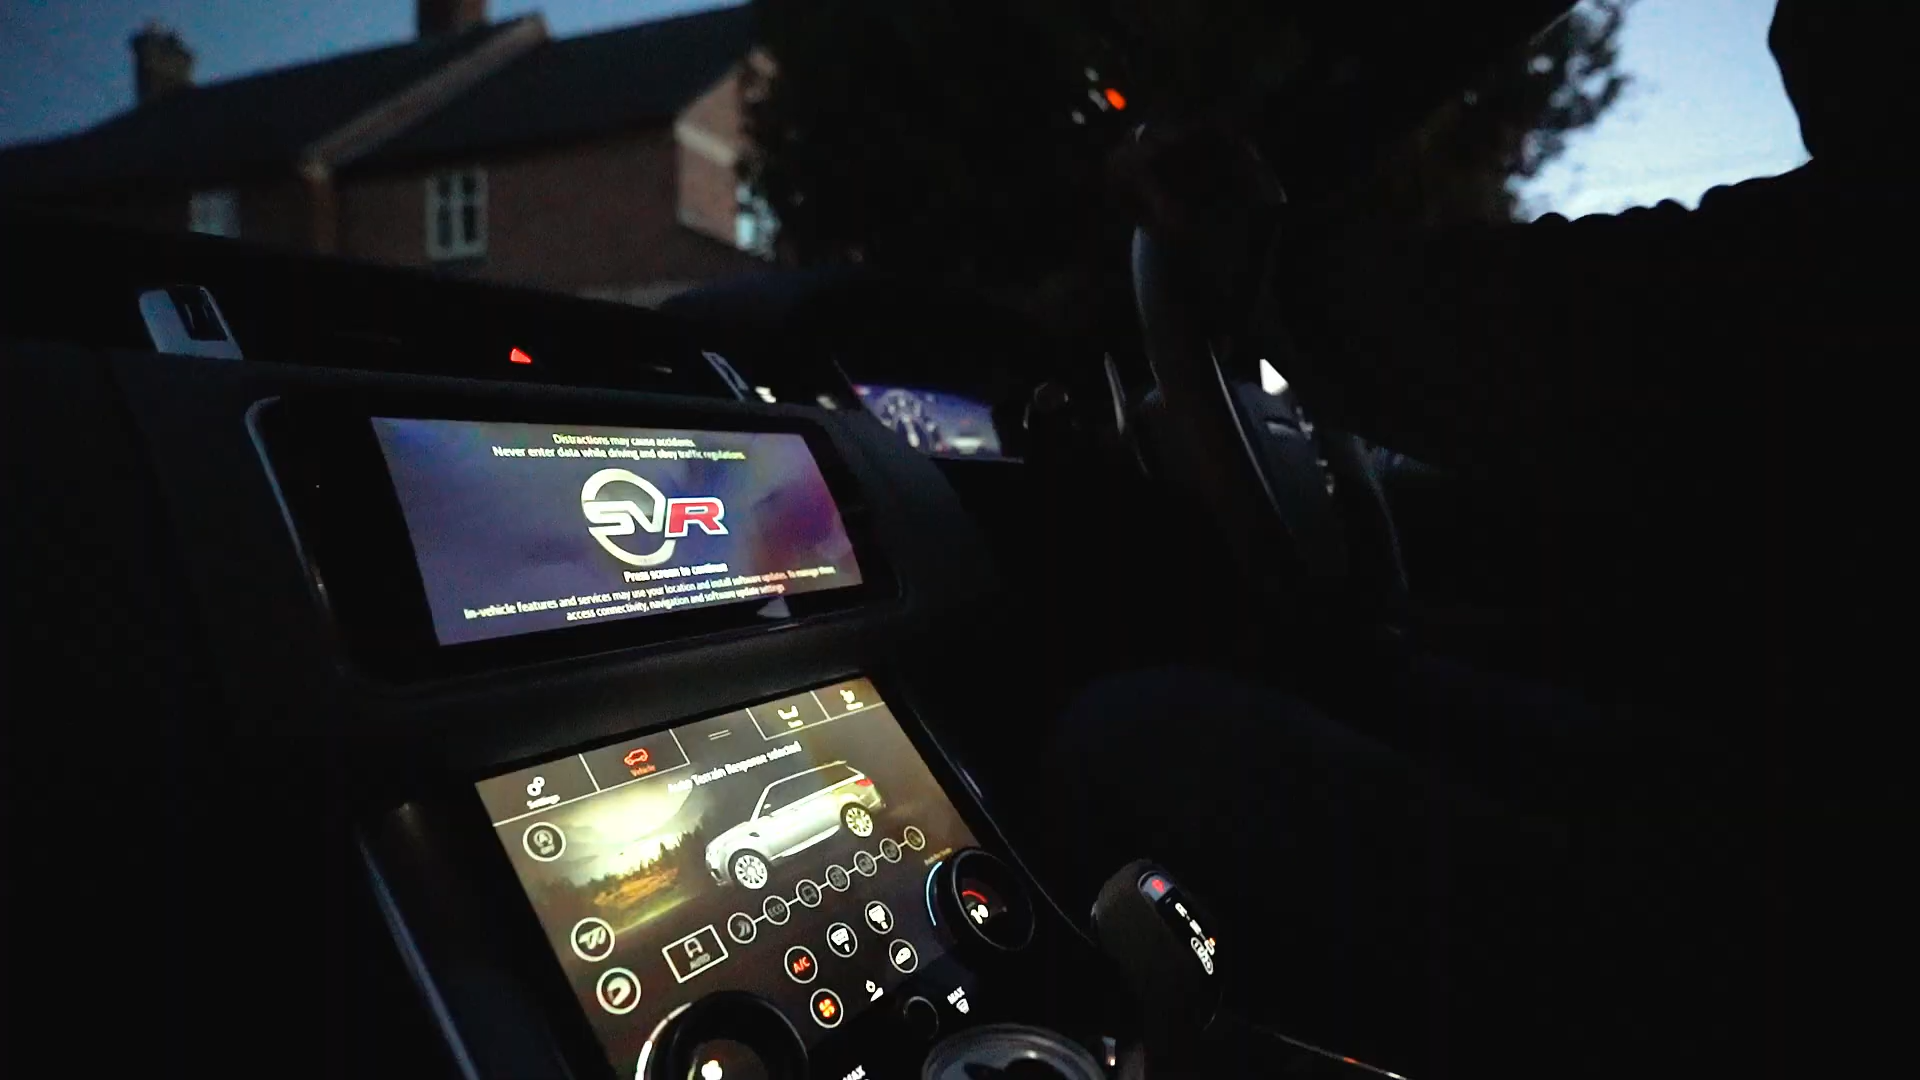 Distractions may cause accidents.
Never enter data while driving and obey traffic regulations.
SVR
Press screen to continue
In-vehicle features and services may use your location and install software updates. To manage these
access connectivity, navigation and software update settings.
Settings
Vehicle
Auto Terrain Response selected
ECO
AUTO
A/C
MAX
MAX